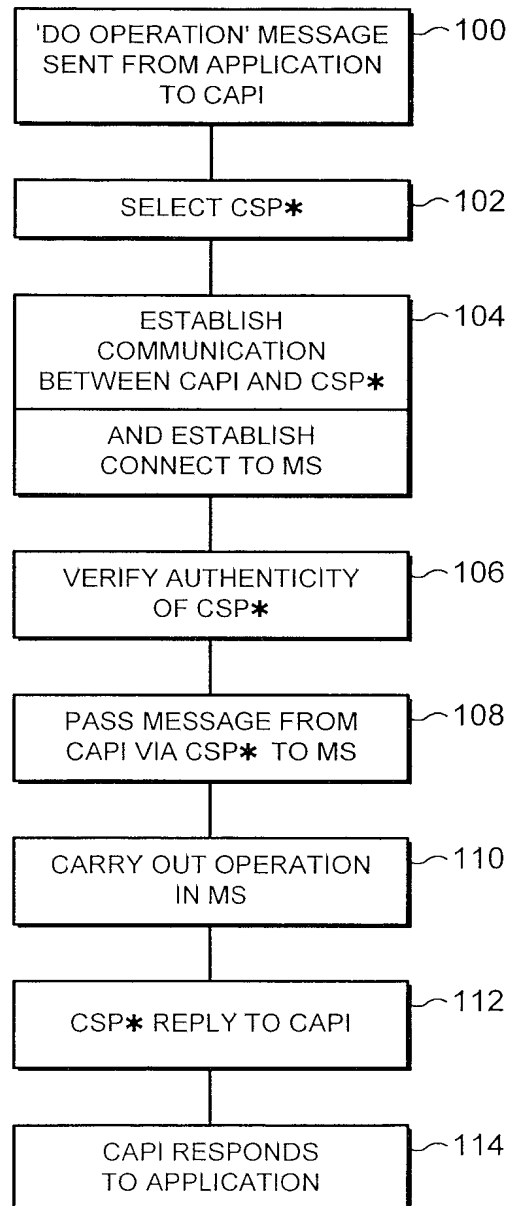 'DO OPERATION' MESSAGE
SENT FROM APPLICATION
TO CAPI
100
SELECT CSP*
102
ESTABLISH
COMMUNICATION
BETWEEN CAPI AND CSP*
AND ESTABLISH
CONNECT TO MS
104
VERIFY AUTHENTICITY
OF CSP*
106
PASS MESSAGE FROM
CAPI VIA CSP* TO MS
108
CARRY OUT OPERATION
IN MS
110
CSP* REPLY TO CAPI
112
CAPI RESPONDS
TO APPLICATION
114